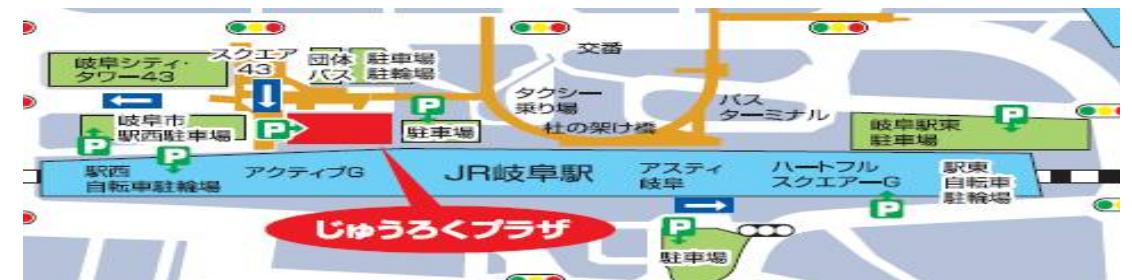 交番
スクエア
43
団体
バス
駐車場
駐輪場
岐阜シティ・
タワー43
タクシー
乗り場
バス
ターミナル
P
P
岐阜市
駅西駐車場
P
駐車場
杜の架け橋
岐阜駅東
駐車場
P
P
駅西
自転車駐輪場
アクティブG
JR岐阜駅
アスティ
岐阜
ハートフル
スクエアーG
駅東
自転車
駐輪場
P
じゅうろくプラザ
P
駐車場